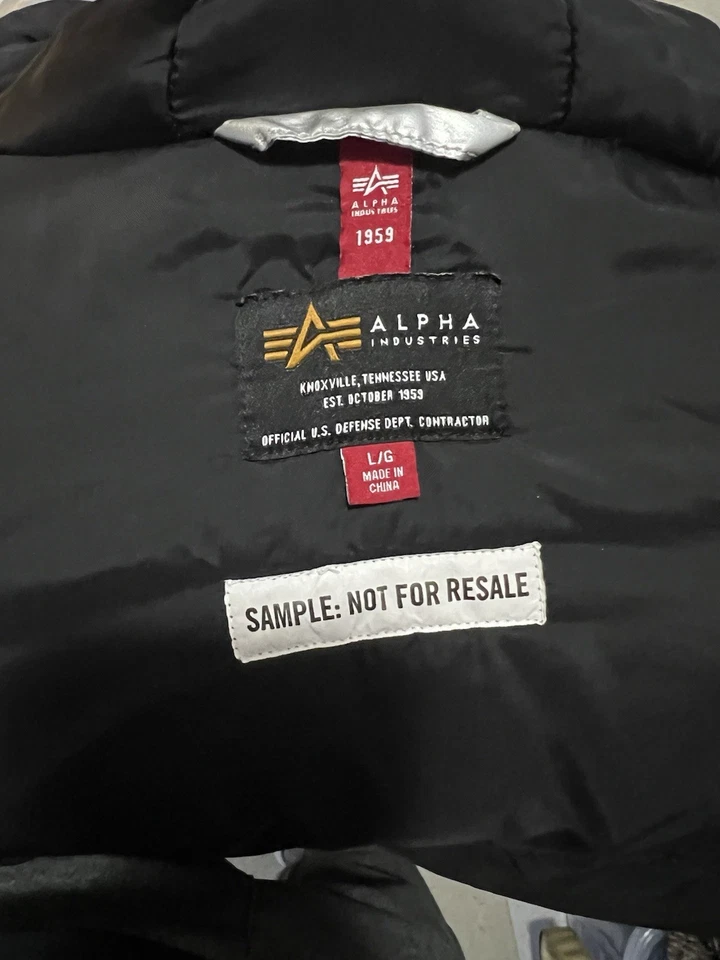 ALPHA
INDUSTRIES
1959
ALPHA
INDUSTRIES
KNOXVILLE, TENNESSEE USA
EST. OCTOBER 1959
OFFICIAL U.S. DEFENSE DEPT. CONTRACTOR
L/G
MADE IN
CHINA
SAMPLE: NOT FOR RESALE